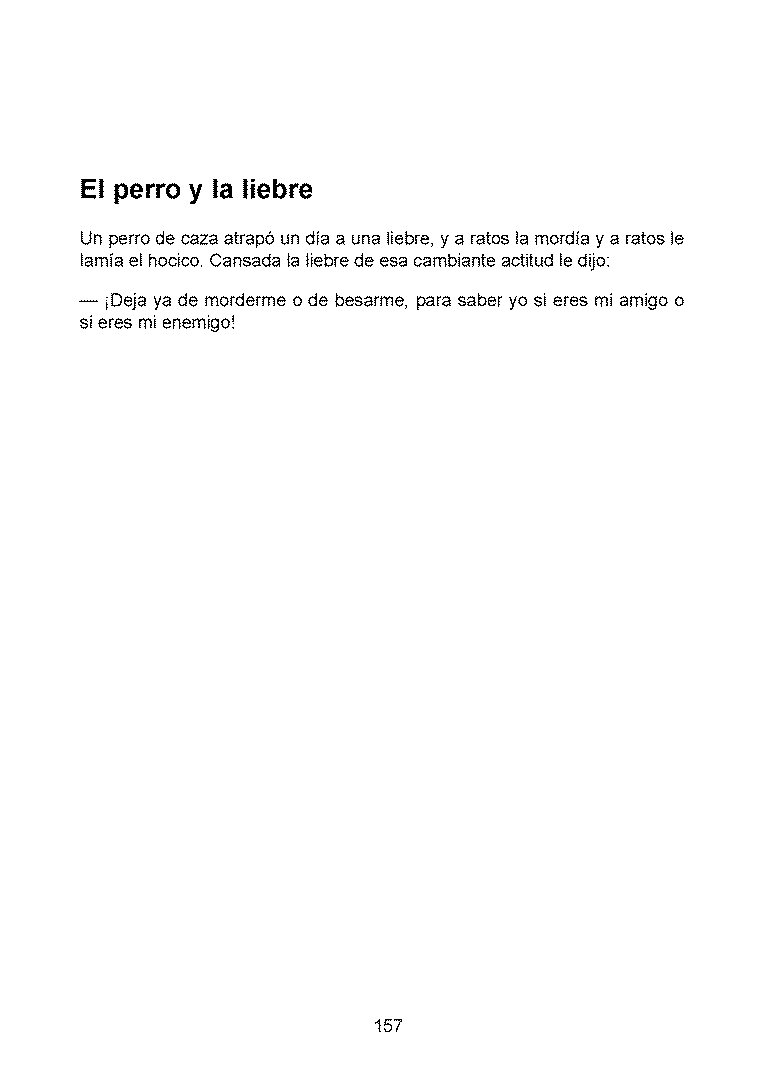 El perro y la liebre
Un perro de caza atrapó un día a una liebre, y a ratos la mordía y a ratos le
lamía el hocico. Cansada la liebre de esa cambiante actitud le dijo:
— ¡Deja ya de morderme o de besarme, para saber yo si eres mi amigo o
si eres mi enemigo!
157